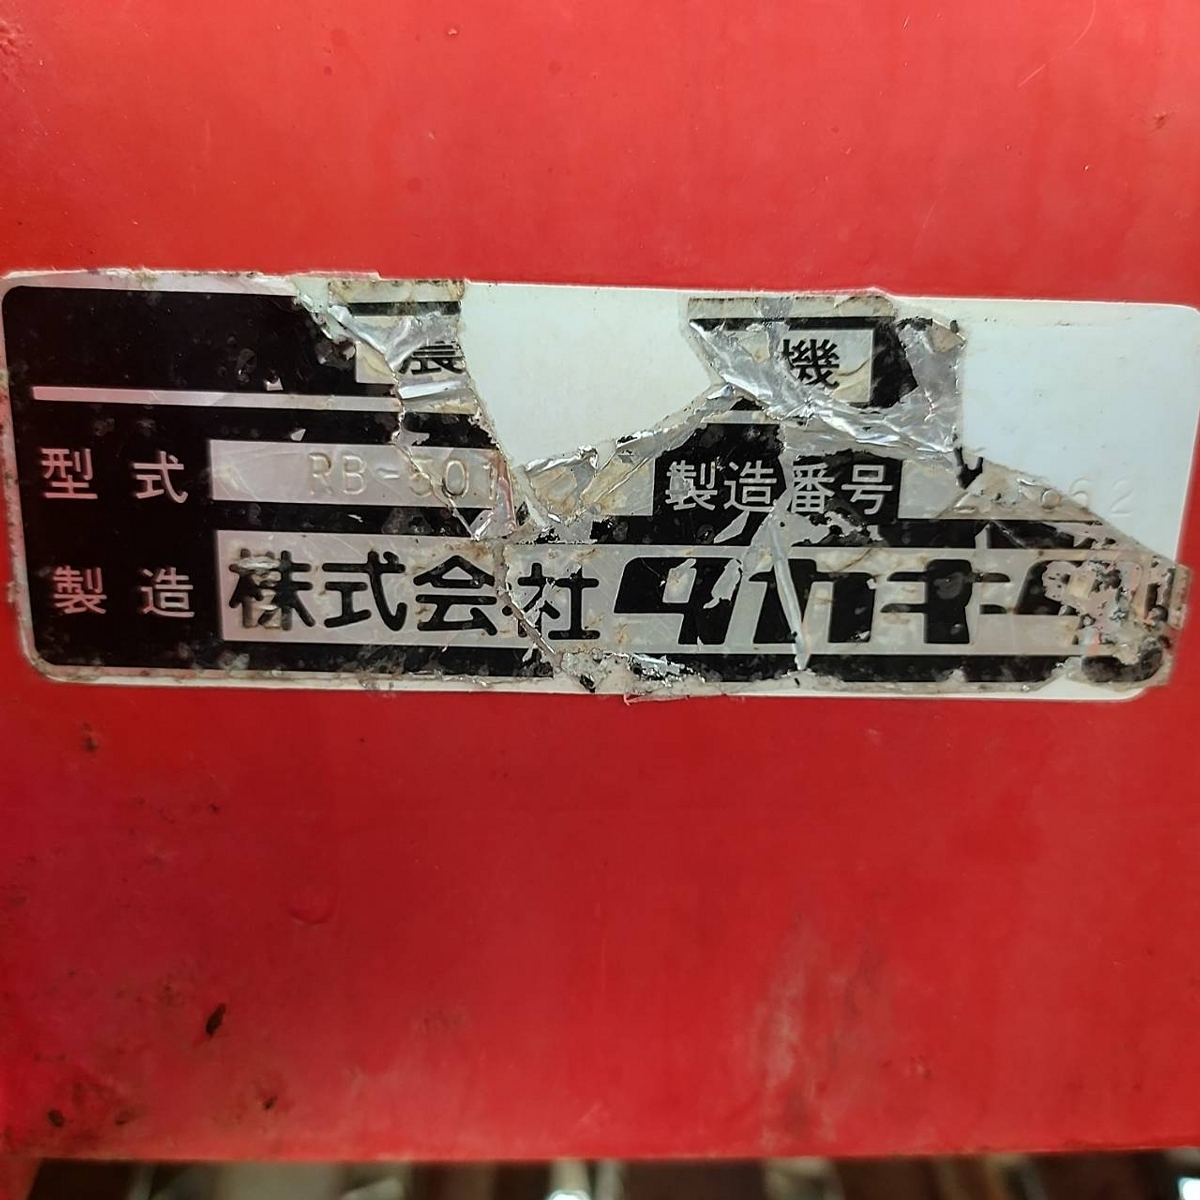 農 機
型式 RB-501 製造番号
製造 株式会社 タカキタ